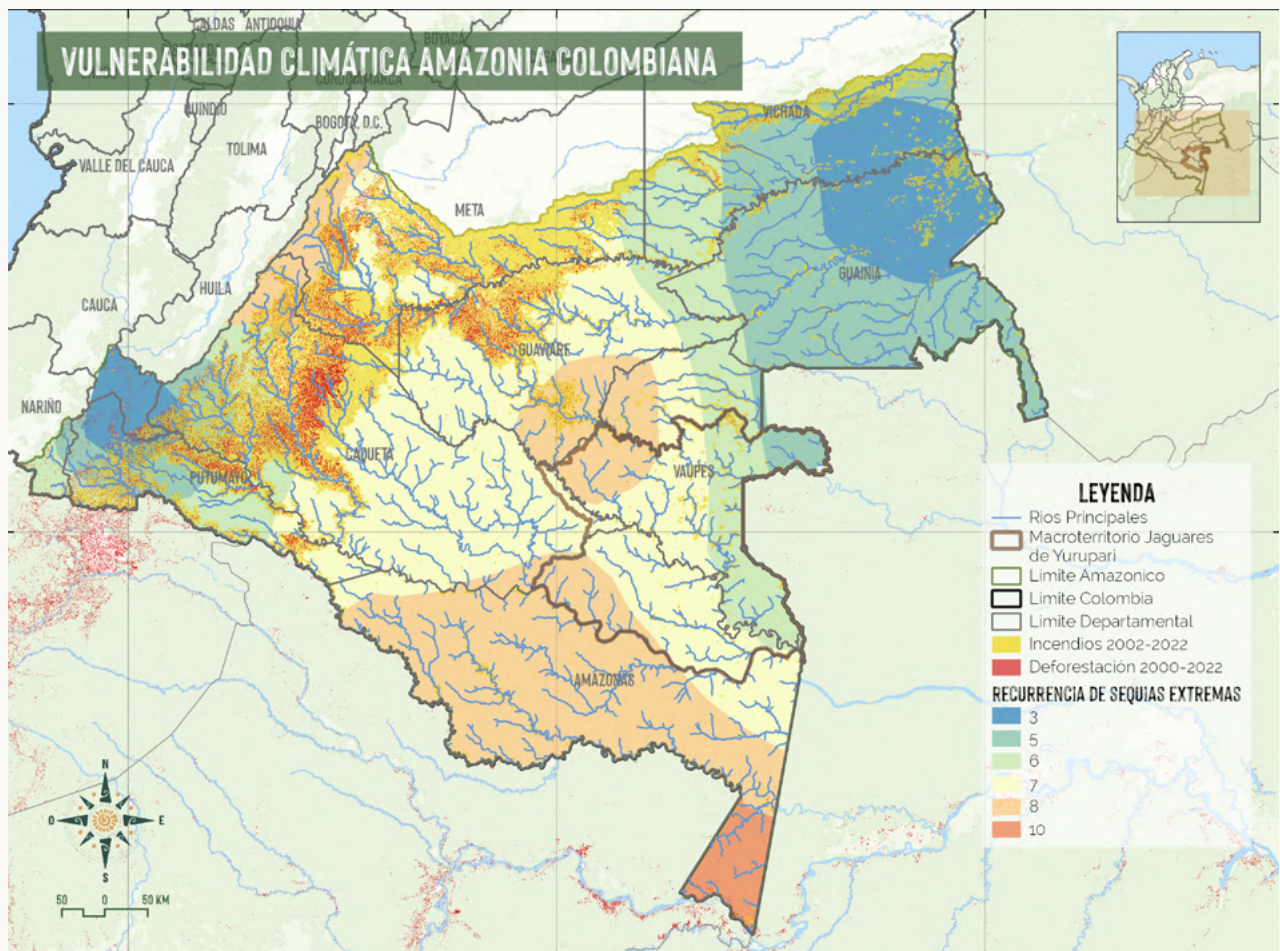 CALDAS ANTIOQUIA
BOYACÁ
VULNERABILIDAD CLIMÁTICA AMAZONIA COLOMBIANA
CUNDINAMARCA
QUINDIO
BOGOTÁ, D.C.
VICHADA
TOLIMA
VALLE DEL CAUCA
META
GUAINIA
HUILA
CAUCA
GUAVIARE
NARIÑO
CAQUETA
VAUPES
PUTUMAYO
AMAZONAS
LEYENDA
Rios Principales
Macroterritorio Jaguares
de Yurupari
Limite Amazonico
Limite Colombia
Limite Departamental
Incendios 2002-2022
Deforestación 2000-2022
RECURRENCIA DE SEQUIAS EXTREMAS
3
5
6
7
8
10
N
O E
S
50 0 50 KM